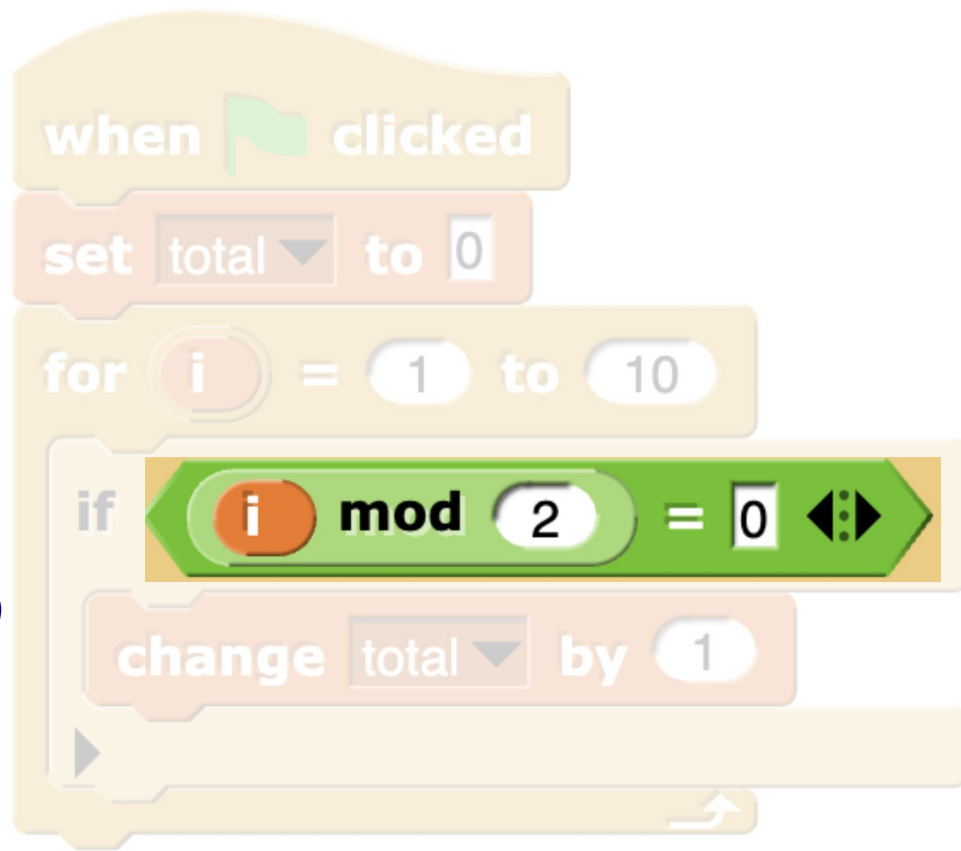 when clicked
set total to 0
for i = 1 to 10
if i mod 2 = 0
change total by 1